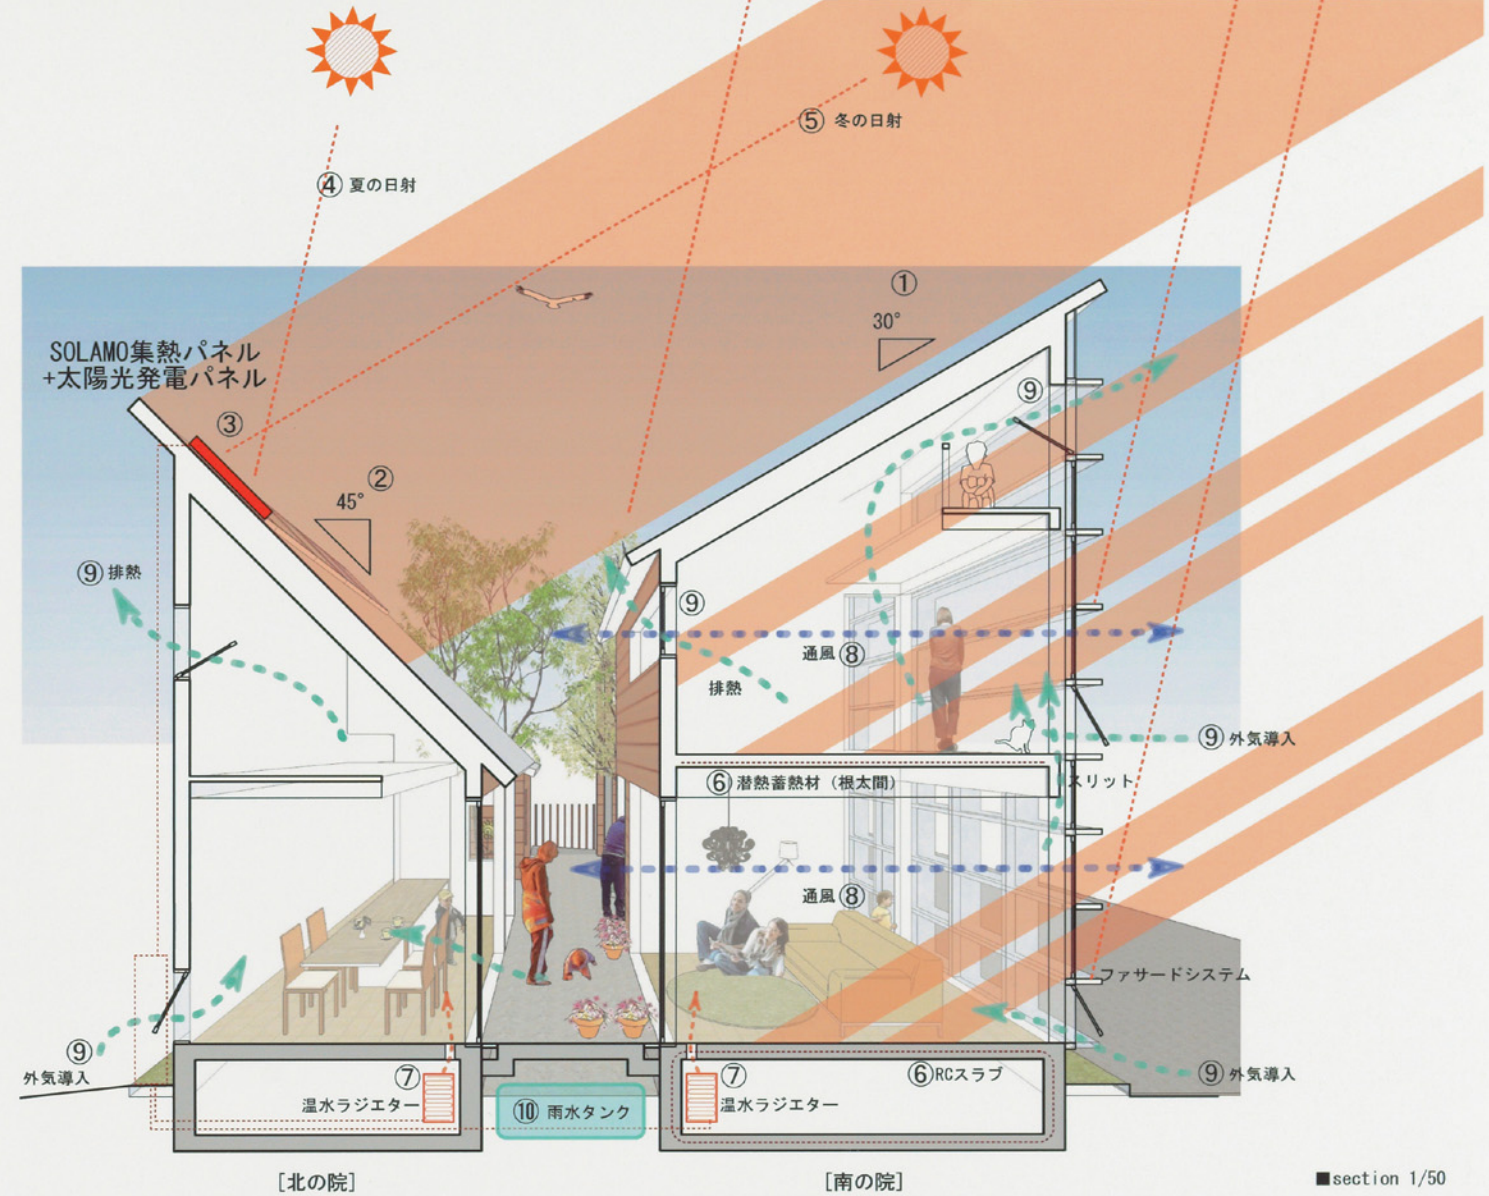 ⑤ 冬の日射
④ 夏の日射
①
30°
SOLAMO集熱パネル
+太陽光発電パネル
③
②
45°
⑨
⑨ 排熱
⑨
通風⑧
排熱
⑨ 外気導入
⑥ 潜熱蓄熱材（根太間）
スリット
通風⑧
ファサードシステム
⑨
外気導入
⑦
温水ラジエター
⑩ 雨水タンク
⑦
温水ラジエター
⑥RCスラブ
⑨ 外気導入
[北の院]
[南の院]
■section 1/50